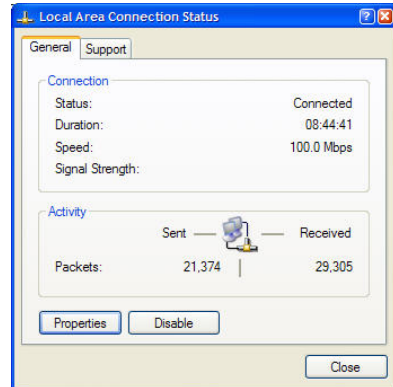 Local Area Connection Status
General Support
Connection
Status: Connected
Duration: 08:44:41
Speed: 100.0 Mbps
Signal Strength:
Activity
Sent — — Received
Packets: 21,374 | 29,305
Properties Disable
Close